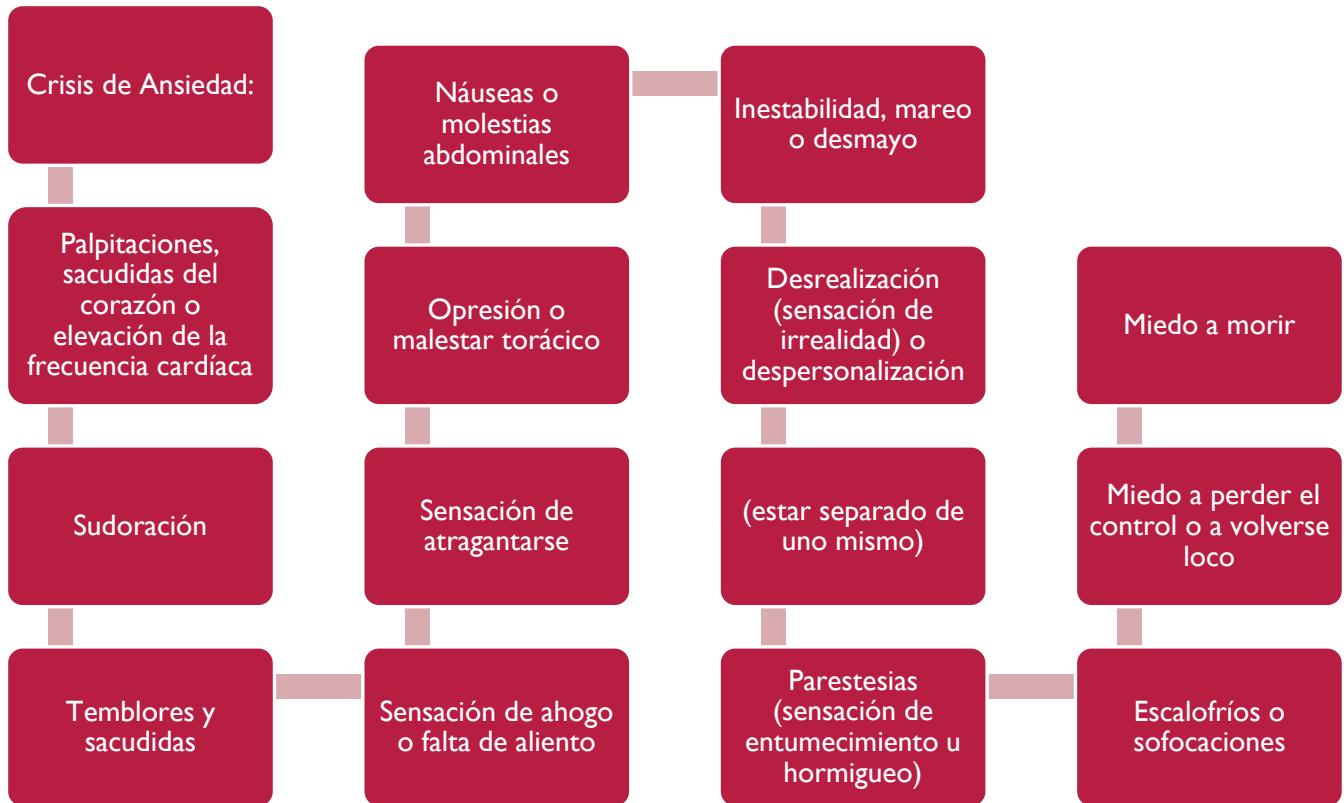 Crisis de Ansiedad:
Palpitaciones,
sacudidas del
corazón o
elevación de la
frecuencia cardíaca
Sudoración
Temblores y
sacudidas
Sensación de ahogo
o falta de aliento
Sensación de
atragantarse
Opresión o
malestar torácico
Náuseas o
molestias
abdominales
Inestabilidad, mareo
o desmayo
Desrealización
(sensación de
irrealidad) o
despersonalización
(estar separado de
uno mismo)
Parestesias
(sensación de
entumecimiento u
hormigueo)
Escalofríos o
sofocaciones
Miedo a perder el
control o a volverse
loco
Miedo a morir